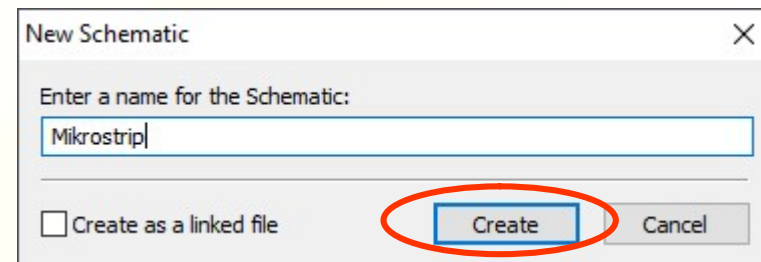 New Schematic
Enter a name for the Schematic:
Mikrostrip
Create as a linked file
Create
Cancel